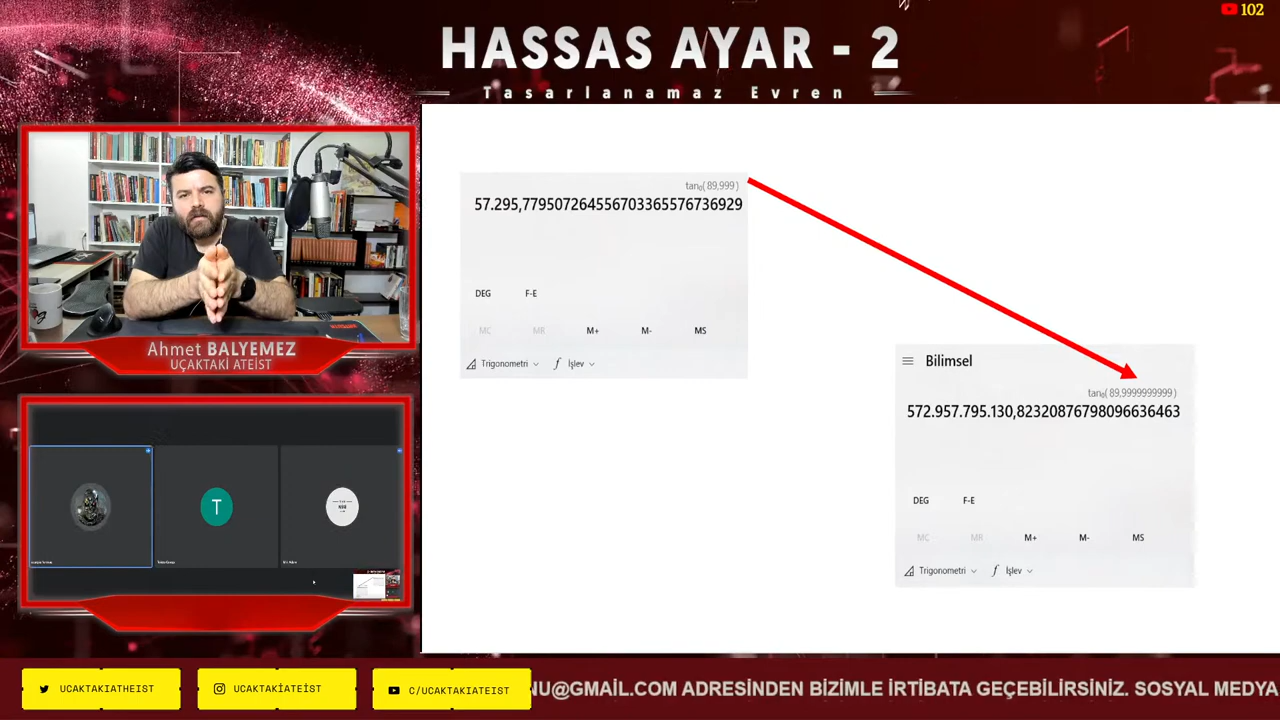 102
HASSAS AYAR - 2
Tasarlanamaz Evren
tan₀( 89,999 )
57.295,779507264556703365576736929
DEG F-E
MC MR M+ M- MS
Trigonometri f İşlev
Bilimsel
tan₀( 89,9999999999 )
572.957.795.130,82320876798096636463
DEG F-E
MC MR M+ M- MS
Trigonometri f İşlev
Ahmet BALYEMEZ
UÇAKTAKİ ATEİST
T
UCAKTAKIATHEIST
UCAKTAKİATEİST
C/UCAKTAKIATEIST
NU@GMAIL.COM ADRESİNDEN BİZİMLE İRTİBATA GEÇEBİLİRSİNİZ. SOSYAL MEDYA